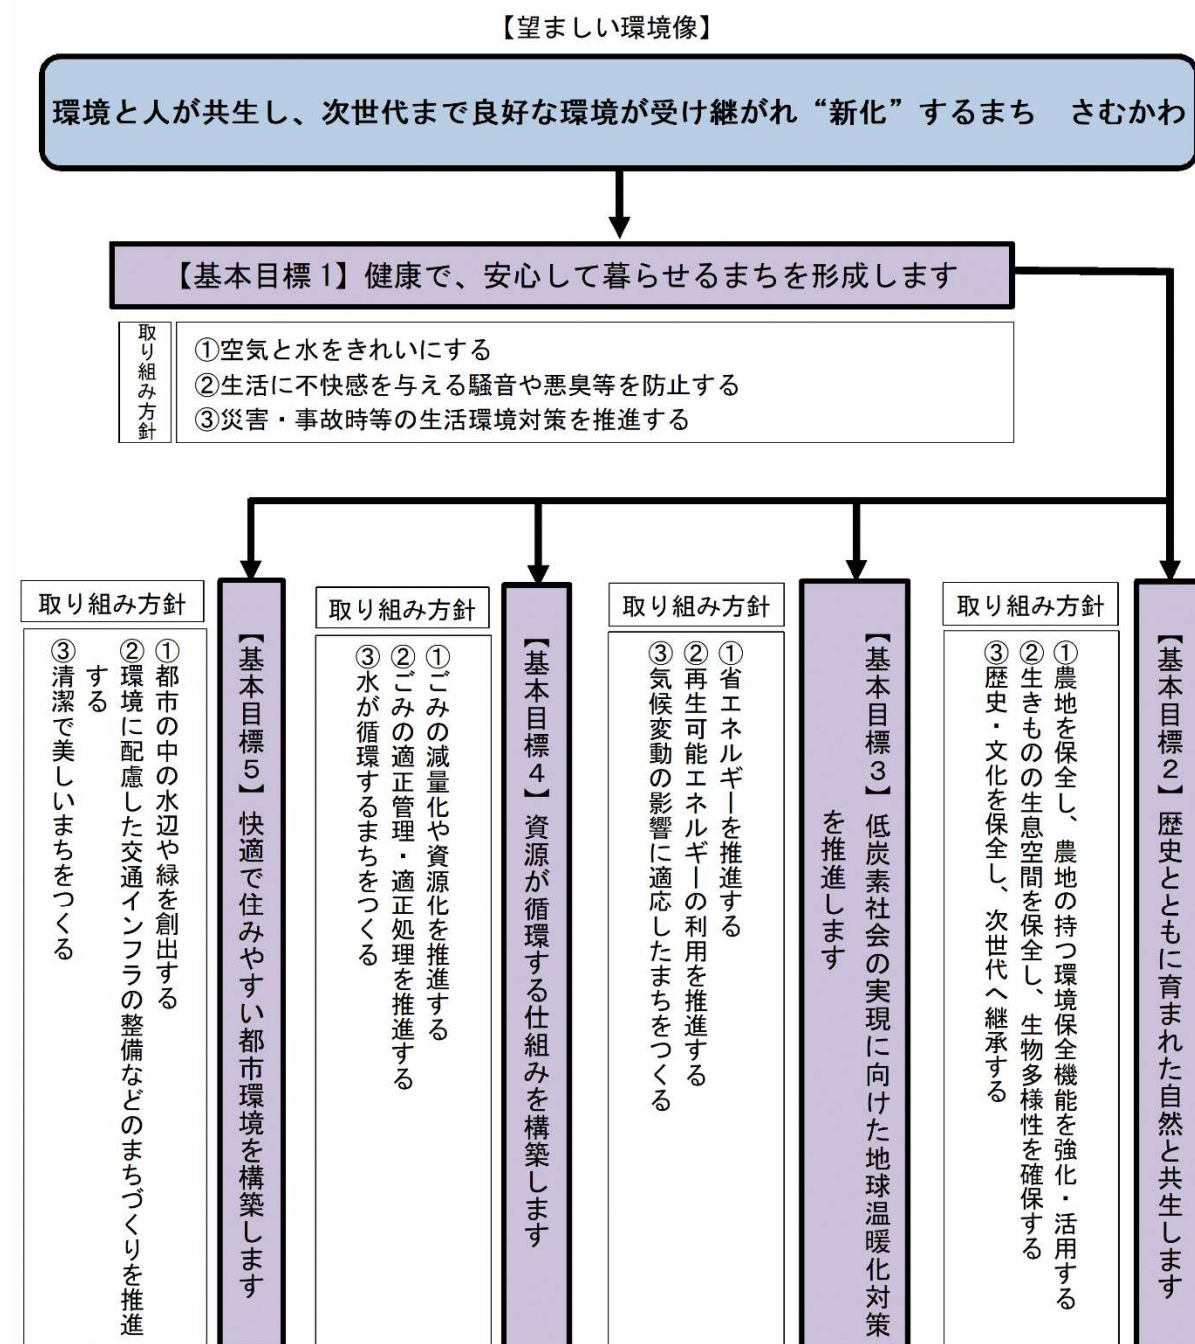 【望ましい環境像】
環境と人が共生し、次世代まで良好な環境が受け継がれ“新化”するまち　さむかわ
【基本目標1】健康で、安心して暮らせるまちを形成します
取り組み方針
①空気と水をきれいにする
②生活に不快感を与える騒音や悪臭等を防止する
③災害・事故時等の生活環境対策を推進する
【基本目標2】歴史とともに育まれた自然と共生します
取り組み方針
①農地を保全し、農地の持つ環境保全機能を強化・活用する
②生きものの生息空間を保全し、生物多様性を確保する
③歴史・文化を保全し、次世代へ継承する
【基本目標3】低炭素社会の実現に向けた地球温暖化対策
を推進します
取り組み方針
①省エネルギーを推進する
②再生可能エネルギーの利用を推進する
③気候変動の影響に適応したまちをつくる
【基本目標4】資源が循環する仕組みを構築します
取り組み方針
①ごみの減量化や資源化を推進する
②ごみの適正管理・適正処理を推進する
③水が循環するまちをつくる
【基本目標5】快適で住みやすい都市環境を構築します
取り組み方針
①都市の中の水辺や緑を創出する
②環境に配慮した交通インフラの整備などのまちづくりを推進
する
③清潔で美しいまちをつくる